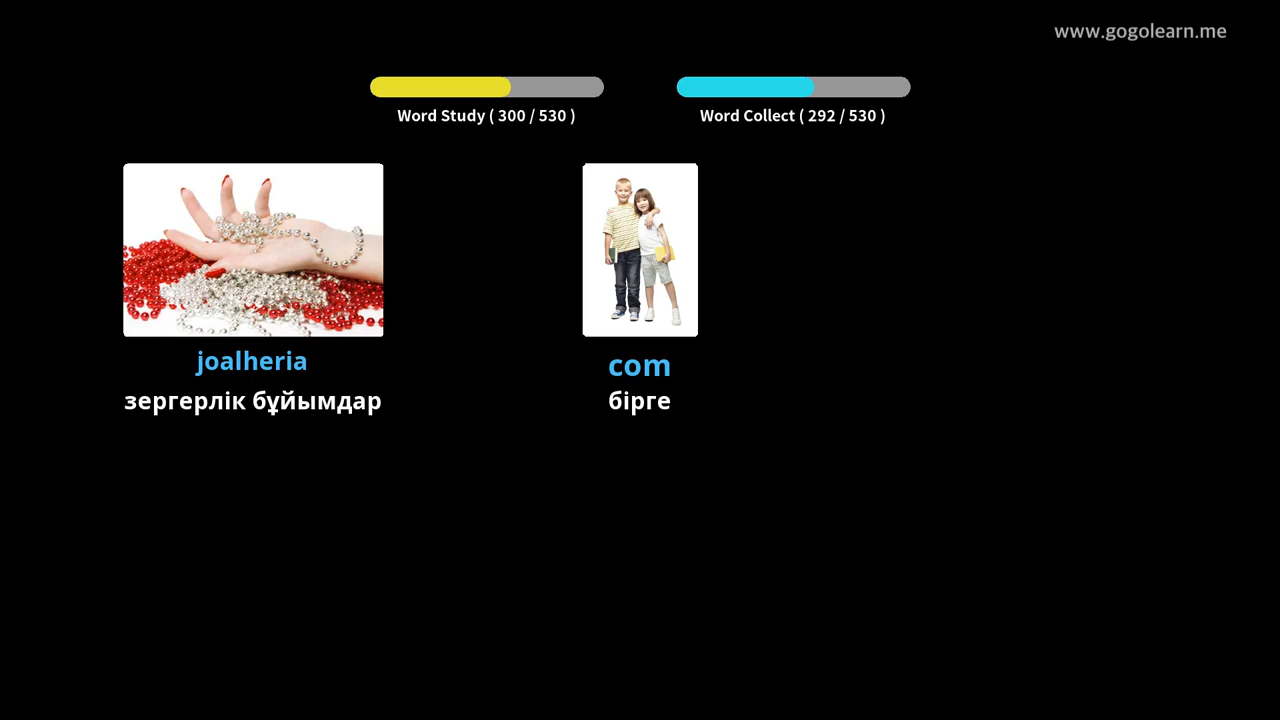 www.gogolearn.me
Word Study ( 300 / 530 )
Word Collect ( 292 / 530 )
joalheria
зергерлік бұйымдар
com
бірге